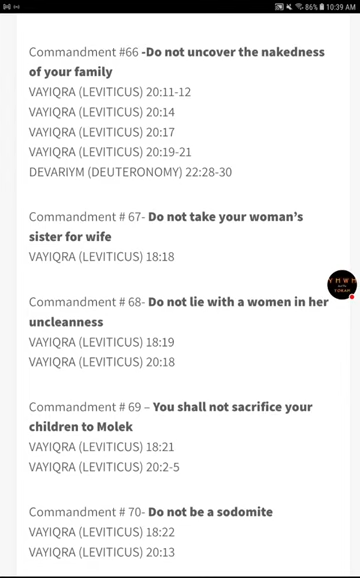 86% 10:39 AM
Commandment #66 -Do not uncover the nakedness
of your family
VAYIQRA (LEVITICUS) 20:11-12
VAYIQRA (LEVITICUS) 20:14
VAYIQRA (LEVITICUS) 20:17
VAYIQRA (LEVITICUS) 20:19-21
DEVARIYM (DEUTERONOMY) 22:28-30
Commandment # 67- Do not take your woman’s
sister for wife
VAYIQRA (LEVITICUS) 18:18
Commandment # 68- Do not lie with a women in her
uncleanness
VAYIQRA (LEVITICUS) 18:19
VAYIQRA (LEVITICUS) 20:18
Commandment # 69 – You shall not sacrifice your
children to Molek
VAYIQRA (LEVITICUS) 18:21
VAYIQRA (LEVITICUS) 20:2-5
Commandment # 70- Do not be a sodomite
VAYIQRA (LEVITICUS) 18:22
VAYIQRA (LEVITICUS) 20:13